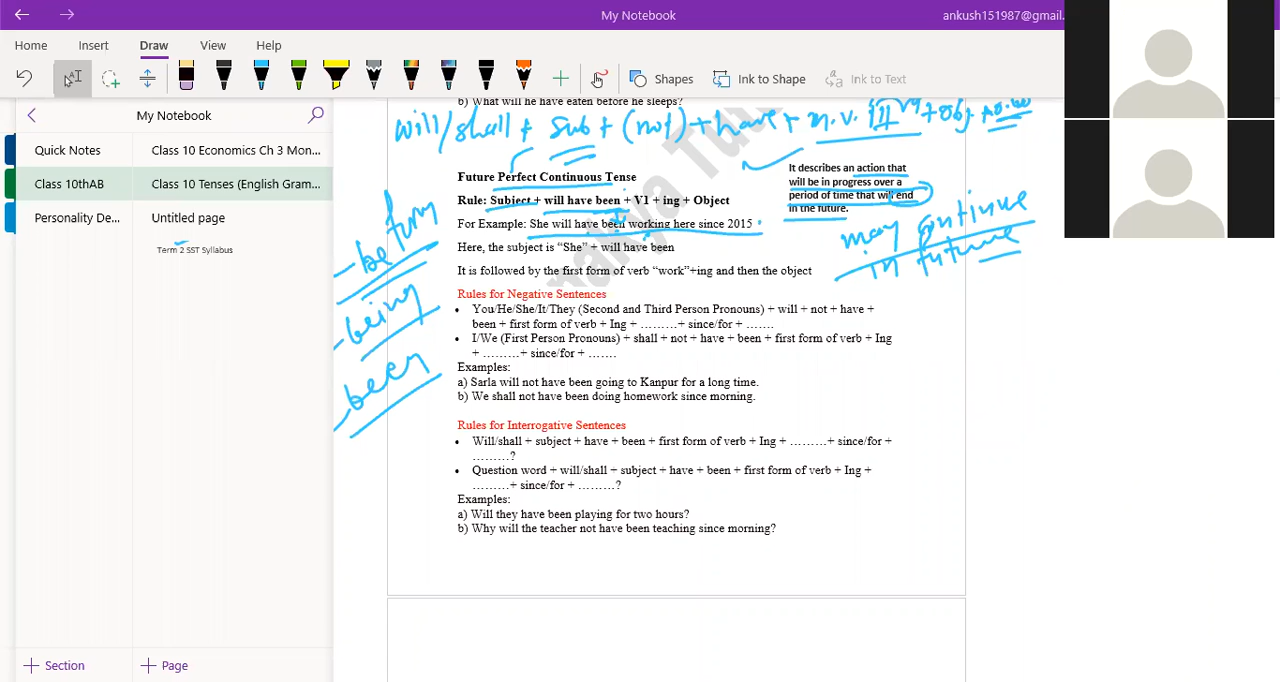 My Notebook
ankush151987@gmail.
Home Insert Draw View Help
Shapes
Ink to Shape
Ink to Text
My Notebook
Quick Notes
Class 10thAB
Personality De...
Class 10 Economics Ch 3 Mon...
Class 10 Tenses (English Gram...
Untitled page
Term 2 SST Syllabus
Section
Page
b) What will he have eaten before he sleeps?
will/shall + sub + (not) + have + m.v. III + obj.
Future Perfect Continuous Tense
Rule: Subject + will have been + V1 + ing + Object
For Example: She will have been working here since 2015
Here, the subject is “She” + will have been
It is followed by the first form of verb “work”+ing and then the object
It describes an action that
will be in progress over a
period of time that will end
in the future.
may continue
in future
- be form
- being
- been
Rules for Negative Sentences
• You/He/She/It/They (Second and Third Person Pronouns) + will + not + have +
been + first form of verb + Ing + ………+ since/for + …….
• I/We (First Person Pronouns) + shall + not + have + been + first form of verb + Ing
+ ………+ since/for + …….
Examples:
a) Sarla will not have been going to Kanpur for a long time.
b) We shall not have been doing homework since morning.
Rules for Interrogative Sentences
• Will/shall + subject + have + been + first form of verb + Ing + ………+ since/for +
………?
• Question word + will/shall + subject + have + been + first form of verb + Ing +
………+ since/for + ………?
Examples:
a) Will they have been playing for two hours?
b) Why will the teacher not have been teaching since morning?